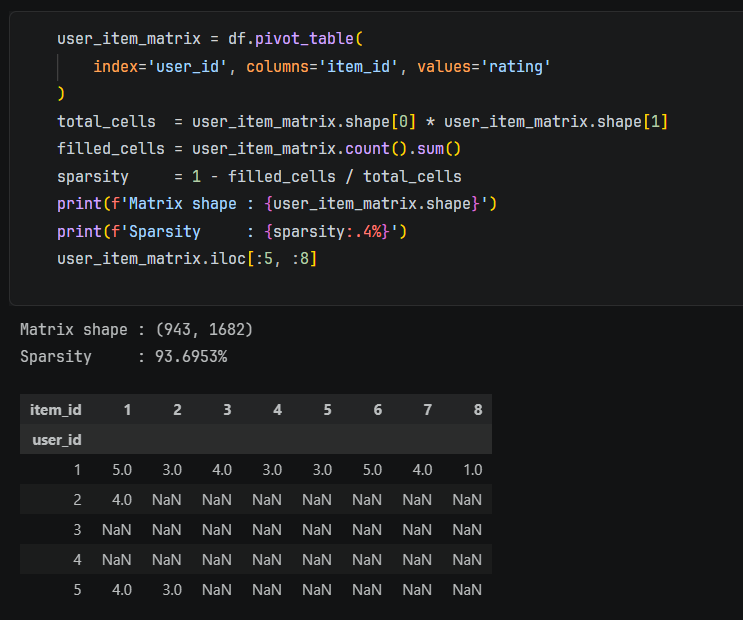 user_item_matrix = df.pivot_table(
    index='user_id', columns='item_id', values='rating'
)
total_cells  = user_item_matrix.shape[0] * user_item_matrix.shape[1]
filled_cells = user_item_matrix.count().sum()
sparsity     = 1 - filled_cells / total_cells
print(f'Matrix shape : {user_item_matrix.shape}')
print(f'Sparsity     : {sparsity:.4%}')
user_item_matrix.iloc[:5, :8]
Matrix shape : (943, 1682)
Sparsity     : 93.6953%
item_id 1 2 3 4 5 6 7 8
user_id
1 5.0 3.0 4.0 3.0 3.0 5.0 4.0 1.0
2 4.0 NaN NaN NaN NaN NaN NaN NaN
3 NaN NaN NaN NaN NaN NaN NaN NaN
4 NaN NaN NaN NaN NaN NaN NaN NaN
5 4.0 3.0 NaN NaN NaN NaN NaN NaN